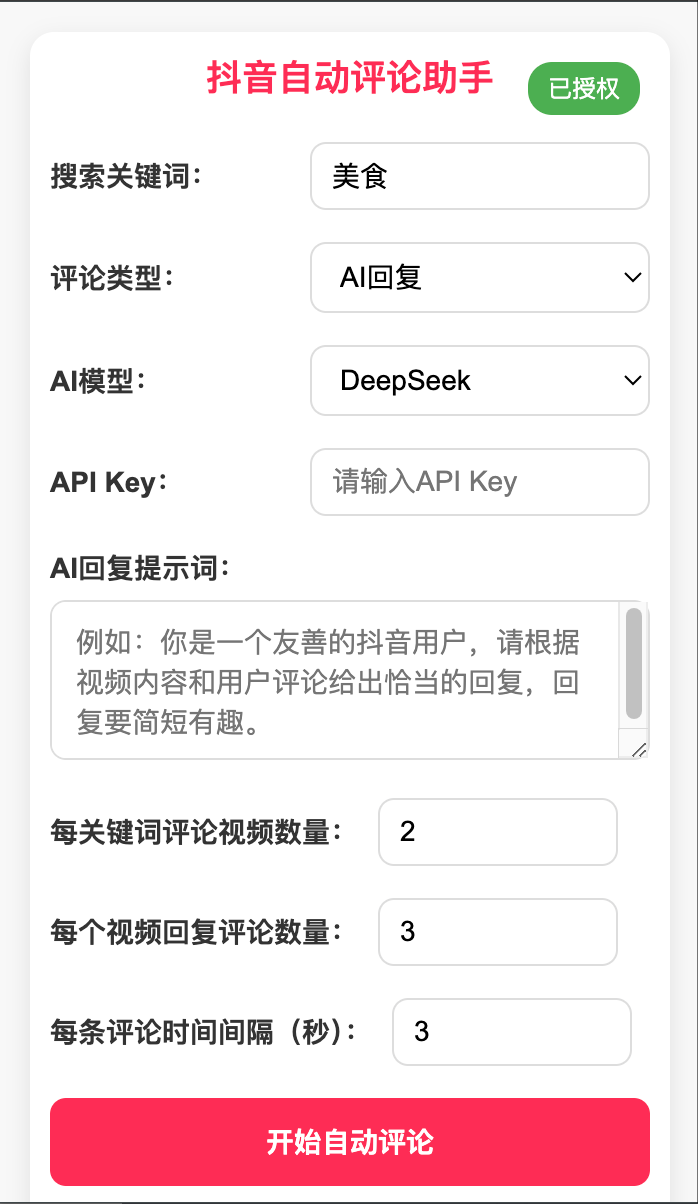 抖音自动评论助手
已授权
搜索关键词：
美食
评论类型：
AI回复
AI模型：
DeepSeek
API Key：
请输入API Key
AI回复提示词：
例如：你是一个友善的抖音用户，请根据
视频内容和用户评论给出恰当的回复，回
复要简短有趣。
每关键词评论视频数量：
2
每个视频回复评论数量：
3
每条评论时间间隔（秒）：
3
开始自动评论